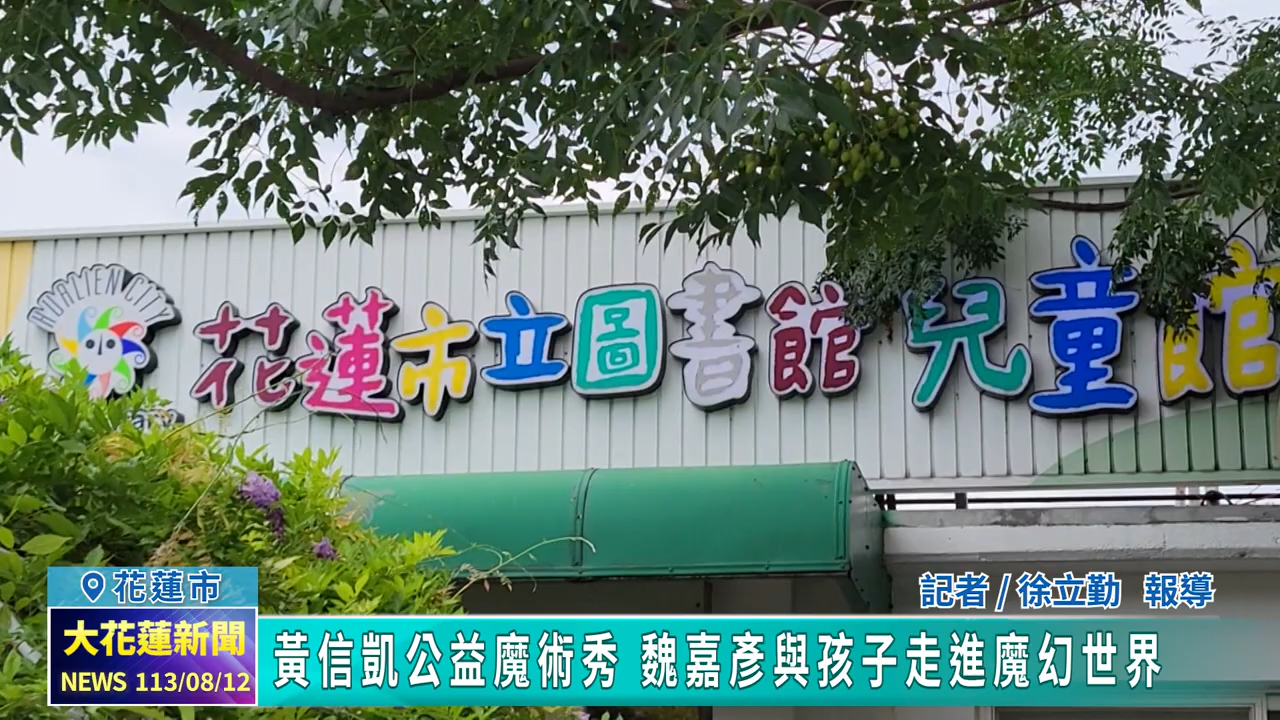 HUALIEN CITY
花蓮市立圖書館兒童館
花蓮市
記者/徐立勤 報導
大花蓮新聞
NEWS 113/08/12
黃信凱公益魔術秀 魏嘉彥與孩子走進魔幻世界